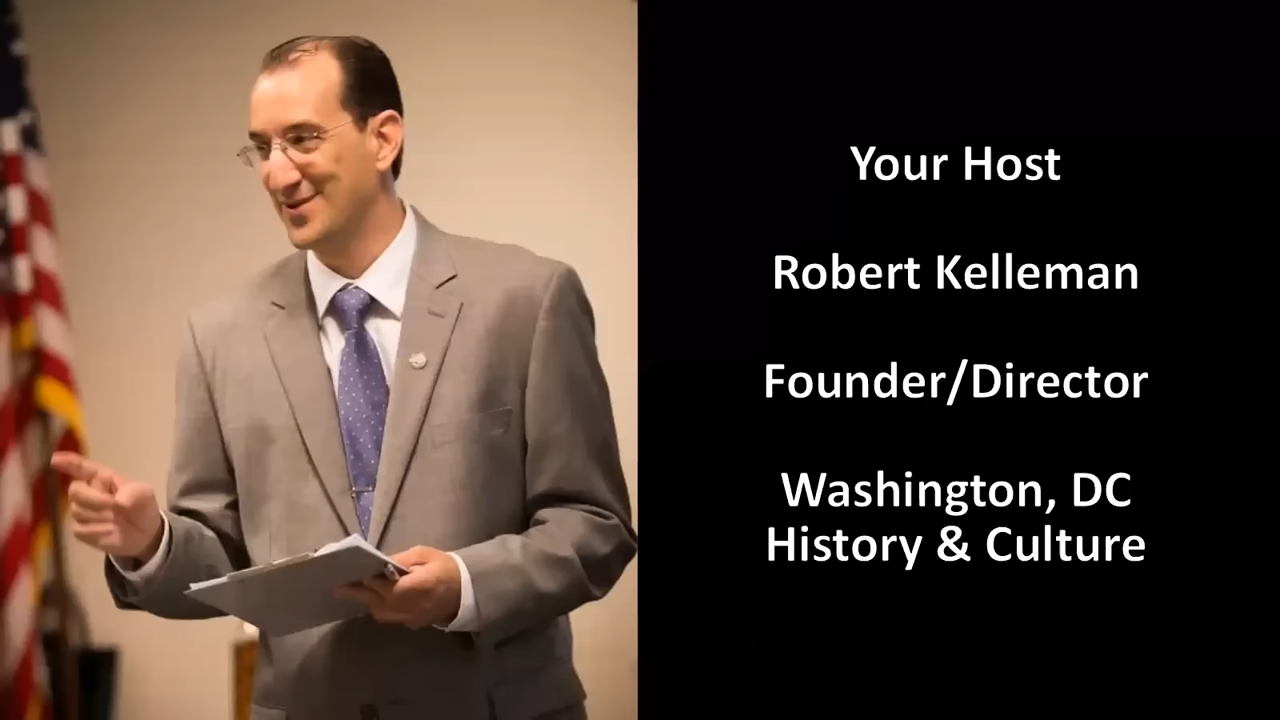 Your Host
Robert Kelleman
Founder/Director
Washington, DC
History & Culture